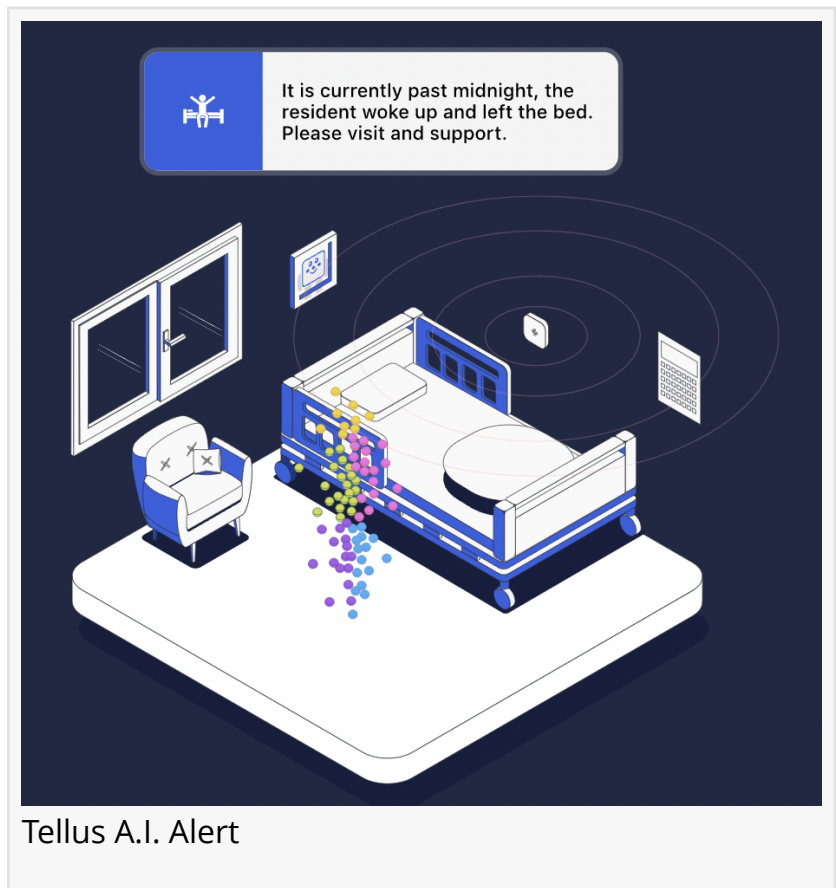 It is currently past midnight, the
resident woke up and left the bed.
Please visit and support.
Tellus A.I. Alert